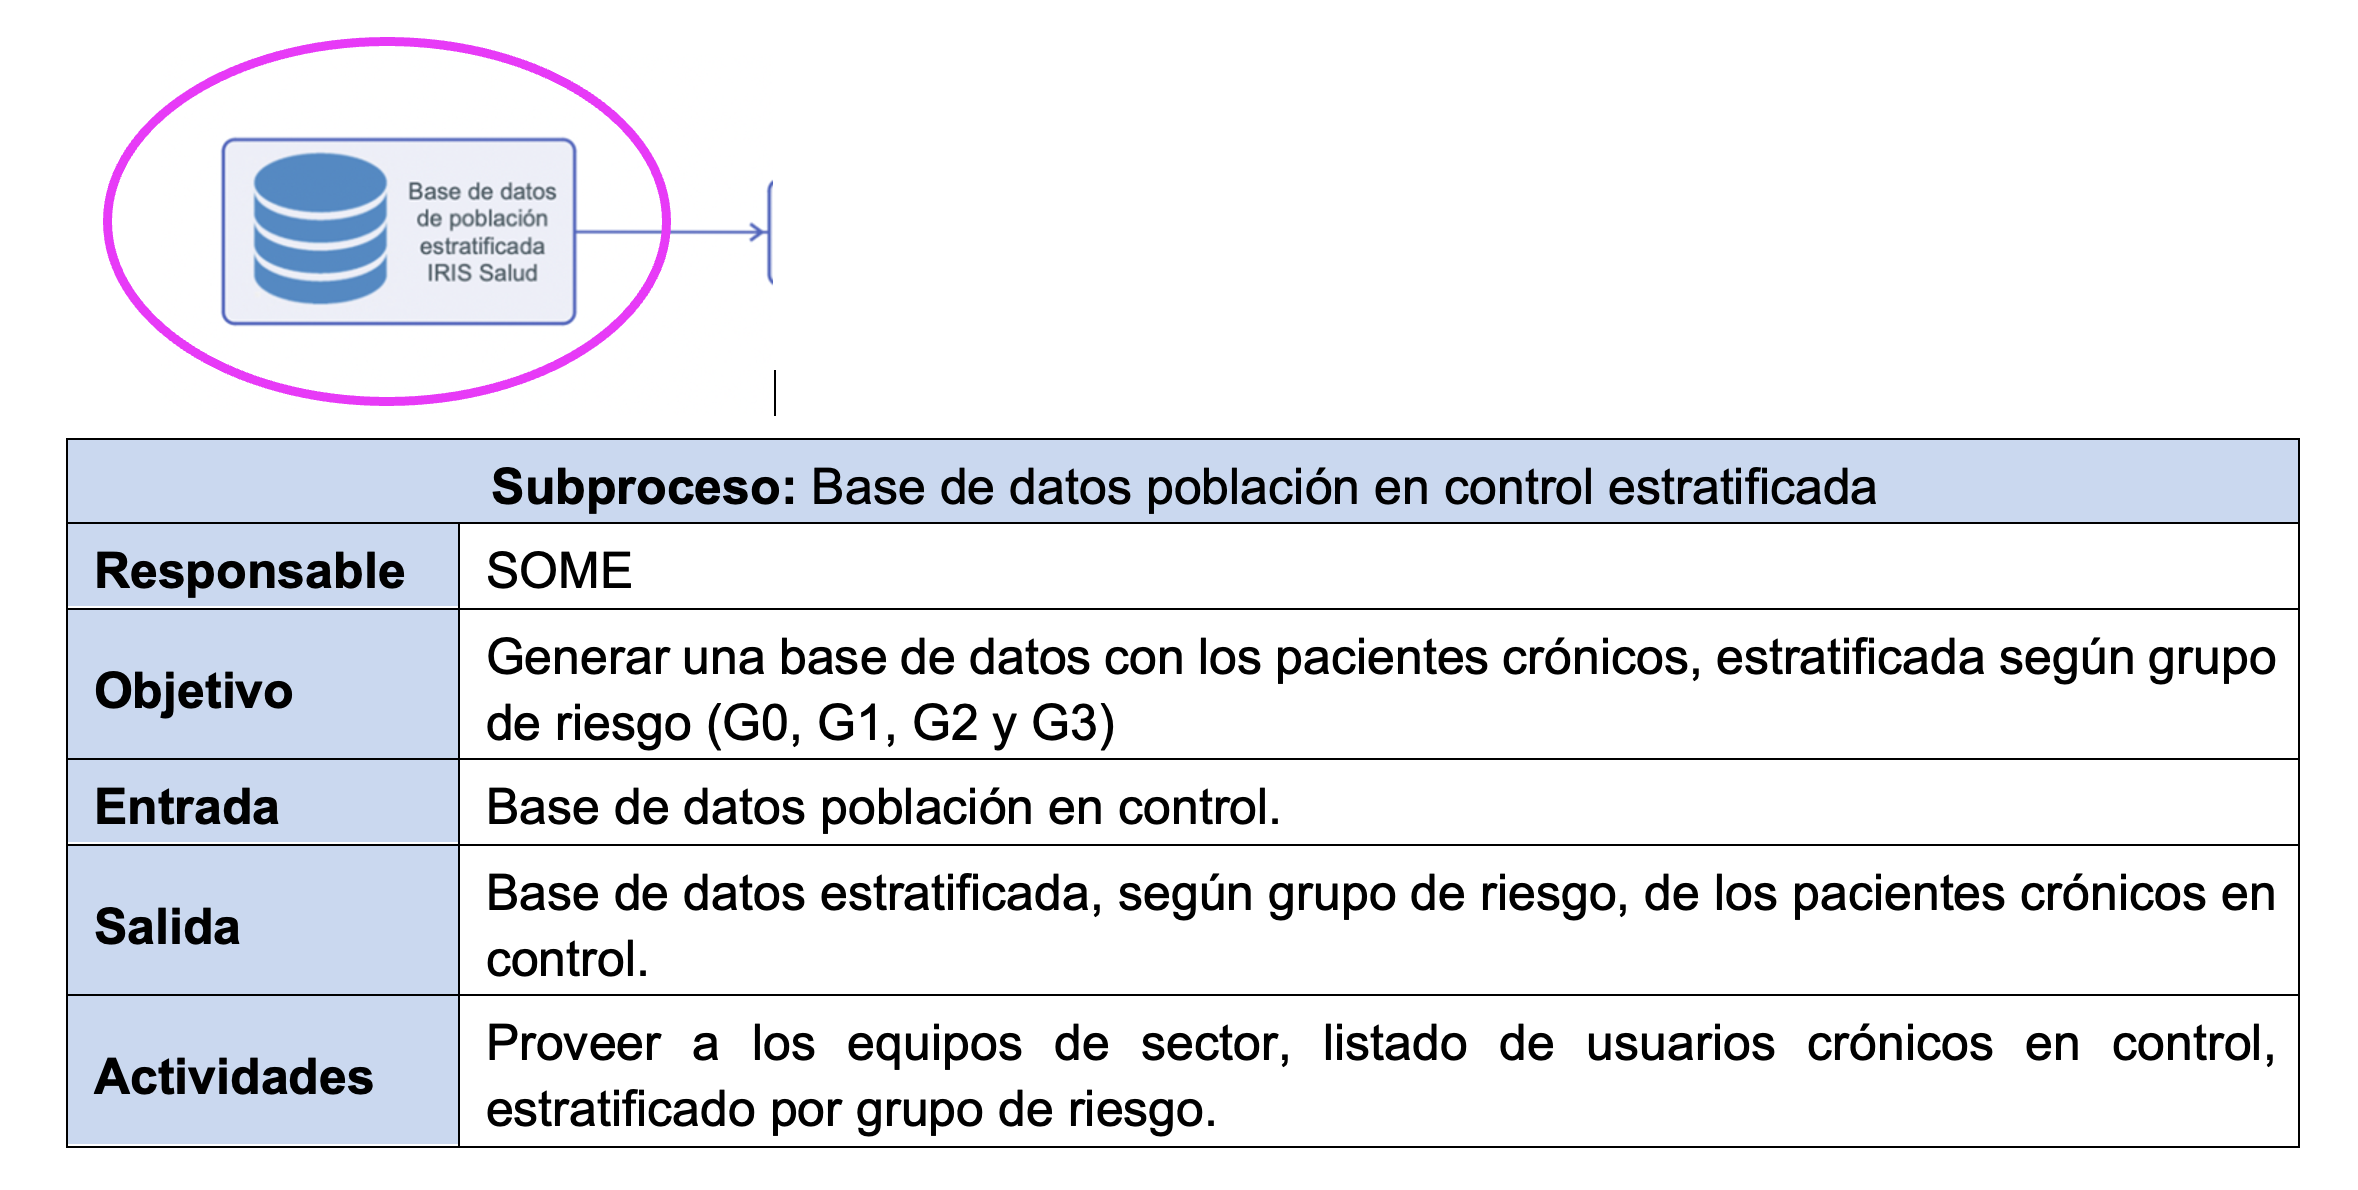 Base de datos
de población
estratificada
IRIS Salud
Subproceso: Base de datos población en control estratificada
Responsable
SOME
Objetivo
Generar una base de datos con los pacientes crónicos, estratificada según grupo
de riesgo (G0, G1, G2 y G3)
Entrada
Base de datos población en control.
Salida
Base de datos estratificada, según grupo de riesgo, de los pacientes crónicos en
control.
Actividades
Proveer a los equipos de sector, listado de usuarios crónicos en control,
estratificado por grupo de riesgo.